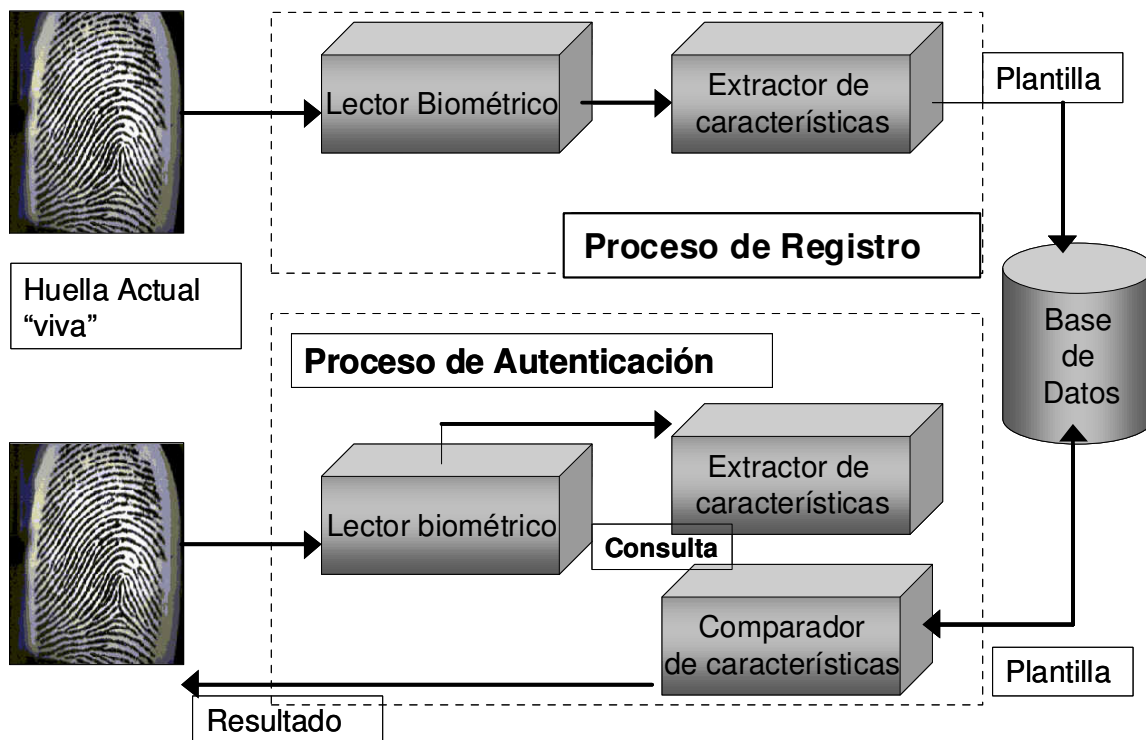 Lector Biométrico
Extractor de
características
Plantilla
Proceso de Registro
Huella Actual
“viva”
Base
de
Datos
Proceso de Autenticación
Lector biométrico
Extractor de
características
Consulta
Comparador
de características
Plantilla
Resultado